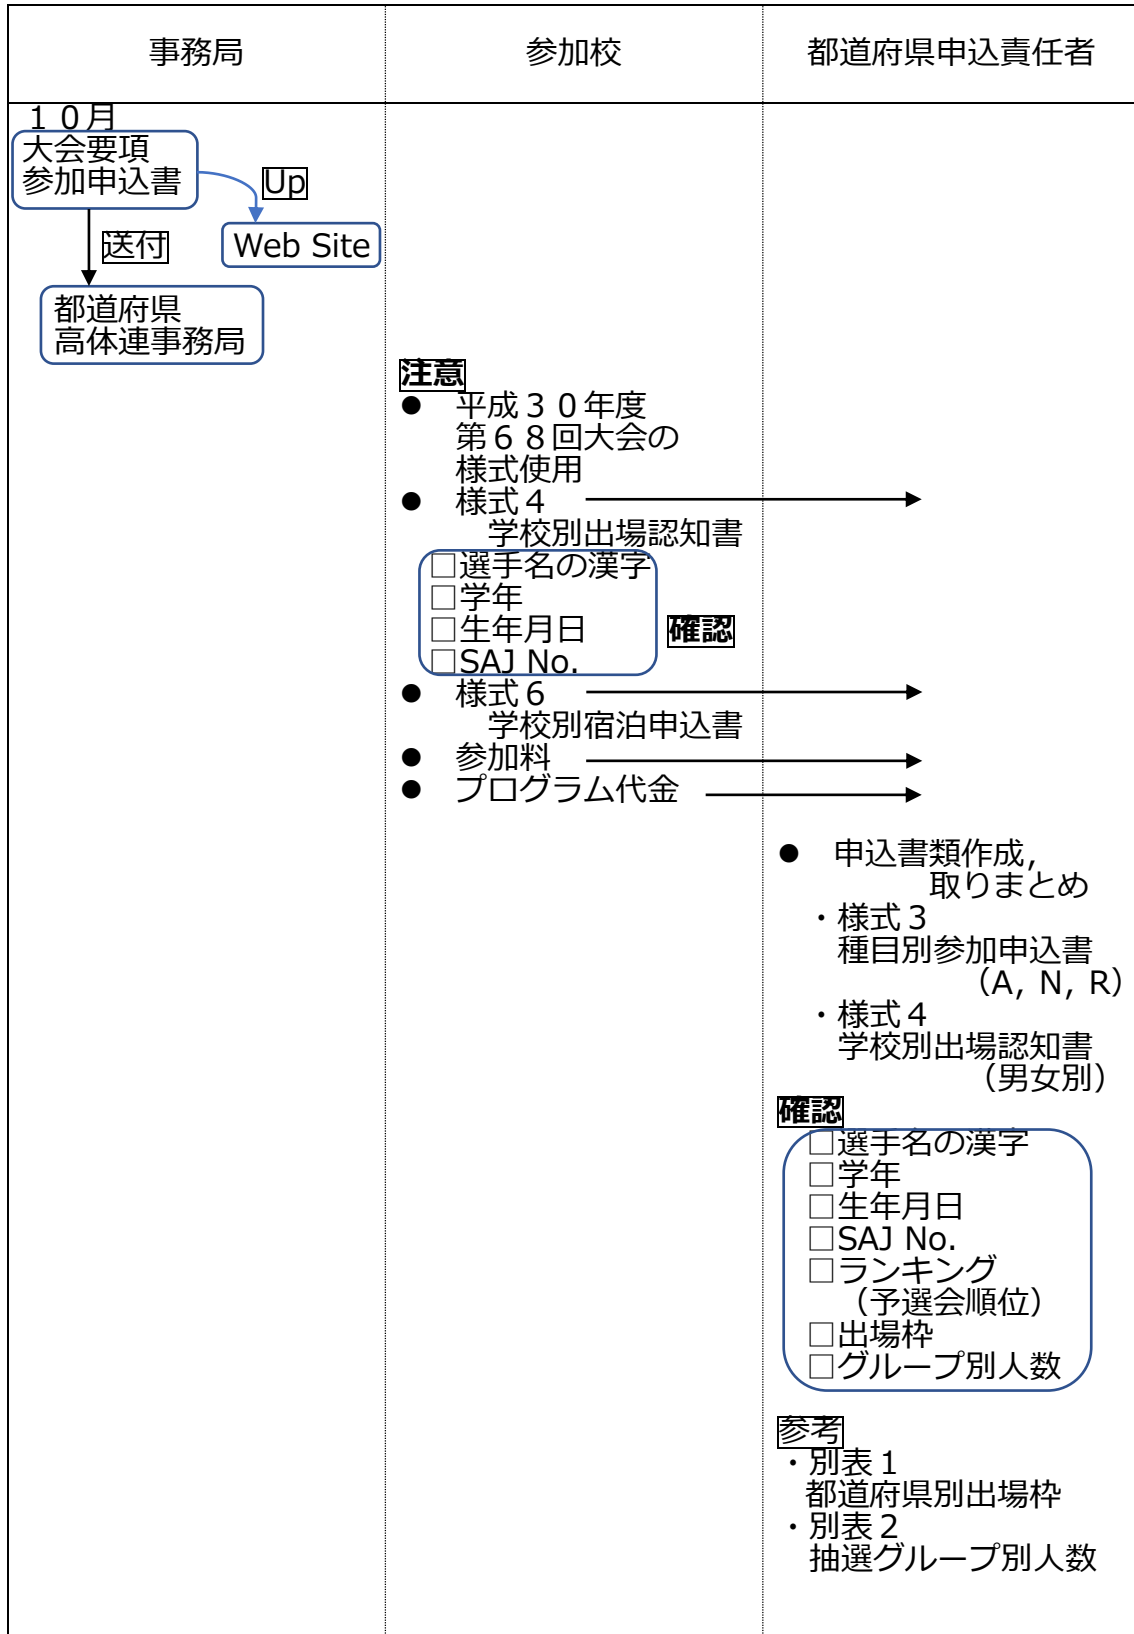 事務局
参加校
都道府県申込責任者
１０月
大会要項
参加申込書
Up
送付
Web Site
都道府県
高体連事務局
注意
● 平成３０年度
第６８回大会の
様式使用
● 様式４
学校別出場認知書
□選手名の漢字
□学年
□生年月日
確認
□SAJ No.
● 様式６
学校別宿泊申込書
● 参加料
● プログラム代金
● 申込書類作成,
取りまとめ
・様式３
種目別参加申込書
（A, N, R）
・様式４
学校別出場認知書
（男女別）
確認
□選手名の漢字
□学年
□生年月日
□SAJ No.
□ランキング
（予選会順位）
□出場枠
□グループ別人数
参考
・別表１
都道府県別出場枠
・別表２
抽選グループ別人数